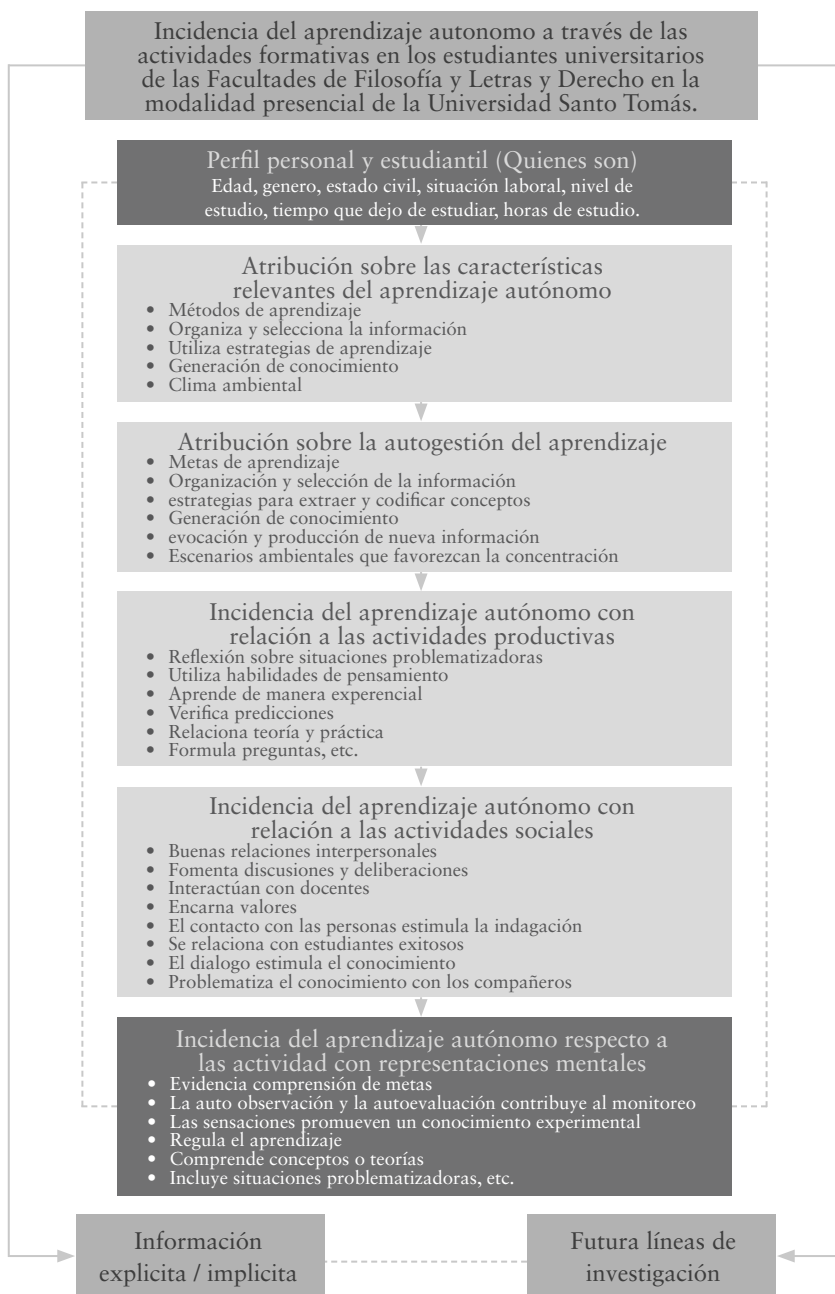 Incidencia del aprendizaje autonomo a través de las
actividades formativas en los estudiantes universitarios
de las Facultades de Filosofía y Letras y Derecho en la
modalidad presencial de la Universidad Santo Tomás.
Perfil personal y estudiantil (Quienes son)
Edad, genero, estado civil, situación laboral, nivel de
estudio, tiempo que dejo de estudiar, horas de estudio.
Atribución sobre las características
relevantes del aprendizaje autónomo
• Métodos de aprendizaje
• Organiza y selecciona la información
• Utiliza estrategias de aprendizaje
• Generación de conocimiento
• Clima ambiental
Atribución sobre la autogestión del aprendizaje
• Metas de aprendizaje
• Organización y selección de la información
• estrategias para extraer y codificar conceptos
• Generación de conocimiento
• evocación y producción de nueva información
• Escenarios ambientales que favorezcan la concentración
Incidencia del aprendizaje autónomo con
relación a las actividades productivas
• Reflexión sobre situaciones problematizadoras
• Utiliza habilidades de pensamiento
• Aprende de manera experencial
• Verifica predicciones
• Relaciona teoría y práctica
• Formula preguntas, etc.
Incidencia del aprendizaje autónomo con
relación a las actividades sociales
• Buenas relaciones interpersonales
• Fomenta discusiones y deliberaciones
• Interactúan con docentes
• Encarna valores
• El contacto con las personas estimula la indagación
• Se relaciona con estudiantes exitosos
• El dialogo estimula el conocimiento
• Problematiza el conocimiento con los compañeros
Incidencia del aprendizaje autónomo respecto a
las actividad con representaciones mentales
• Evidencia comprensión de metas
• La auto observación y la autoevaluación contribuye al monitoreo
• Las sensaciones promueven un conocimiento experimental
• Regula el aprendizaje
• Comprende conceptos o teorías
• Incluye situaciones problematizadoras, etc.
Información
explicita / implicita
Futura líneas de
investigación